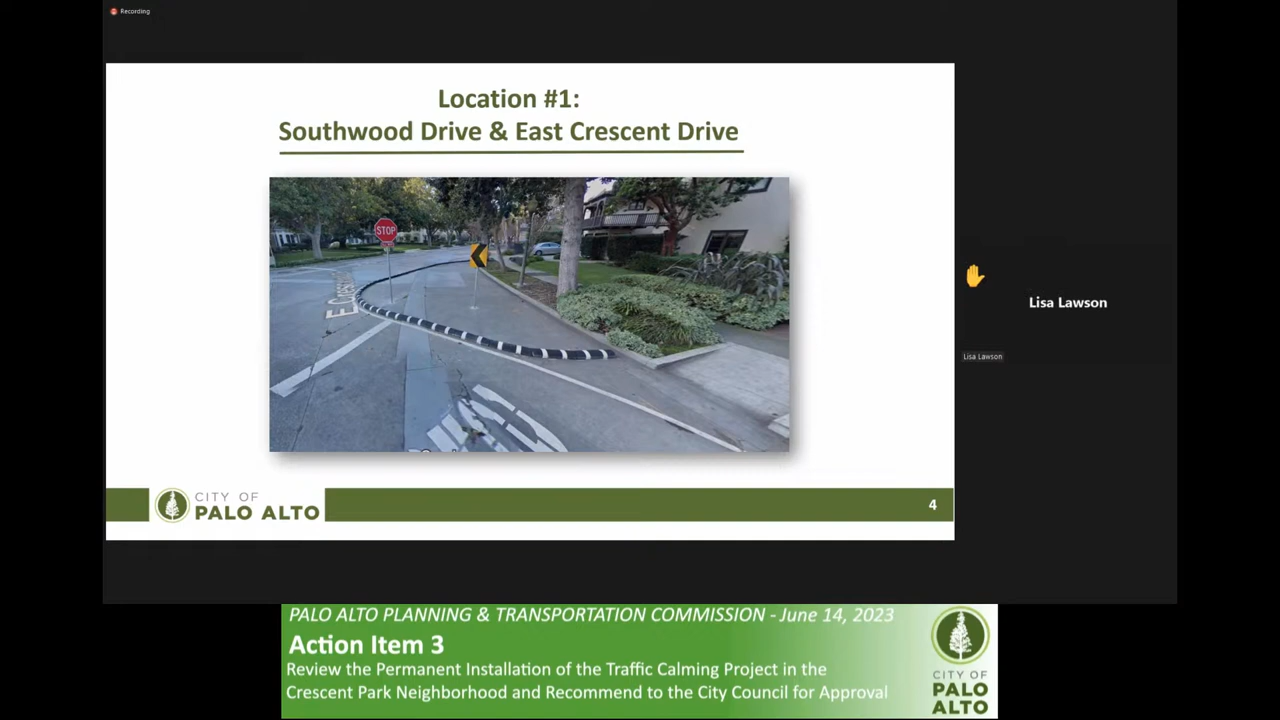 Recording
Location #1:
Southwood Drive & East Crescent Drive
STOP
E Cresce
CITY OF
PALO ALTO
4
Lisa Lawson
Lisa Lawson
PALO ALTO PLANNING & TRANSPORTATION COMMISSION - June 14, 2023
Action Item 3
Review the Permanent Installation of the Traffic Calming Project in the
Crescent Park Neighborhood and Recommend to the City Council for Approval
CITY OF
PALO
ALTO